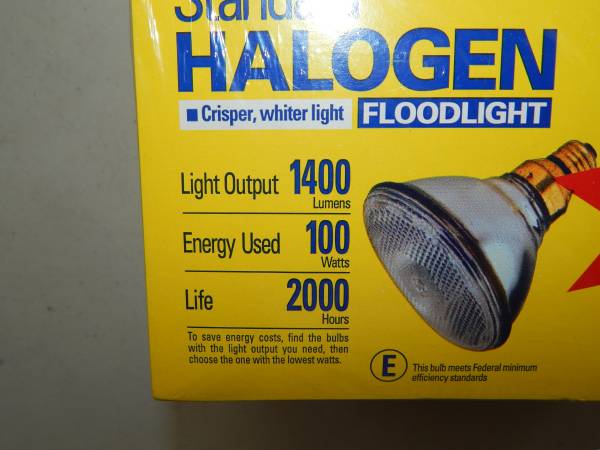 Standard
HALOGEN
Crisper, whiter light FLOODLIGHT
Light Output 1400
Lumens
Energy Used 100
Watts
Life 2000
Hours
To save energy costs, find the bulbs
with the light output you need, then
choose the one with the lowest watts.
E
This bulb meets Federal minimum
efficiency standards